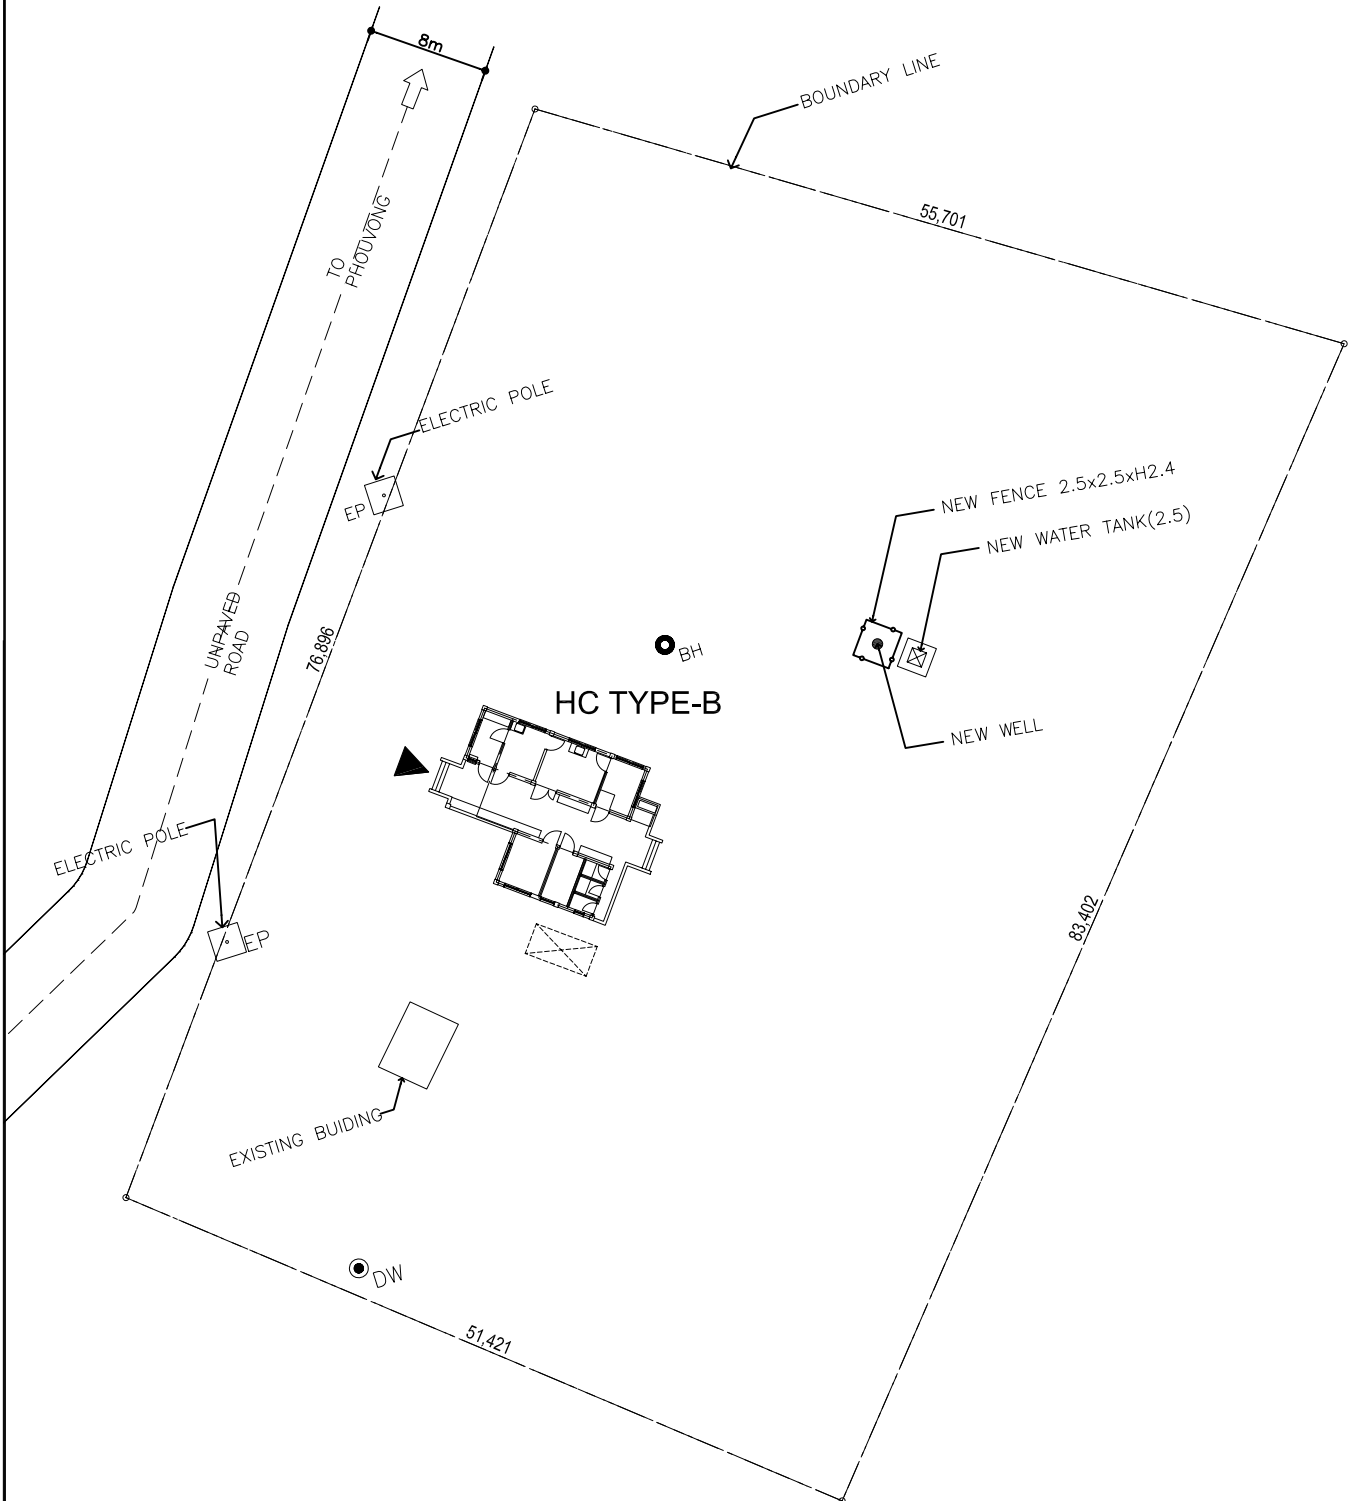 8m
BOUNDARY LINE
55,701
TO
PHOUVONG
ELECTRIC POLE
EP
NEW FENCE 2.5x2.5xH2.4
NEW WATER TANK(2.5)
UNPAVED
ROAD
76,896
BH
HC TYPE-B
NEW WELL
ELECTRIC POLE
EP
83,402
EXISTING BUIDING
DW
51,421